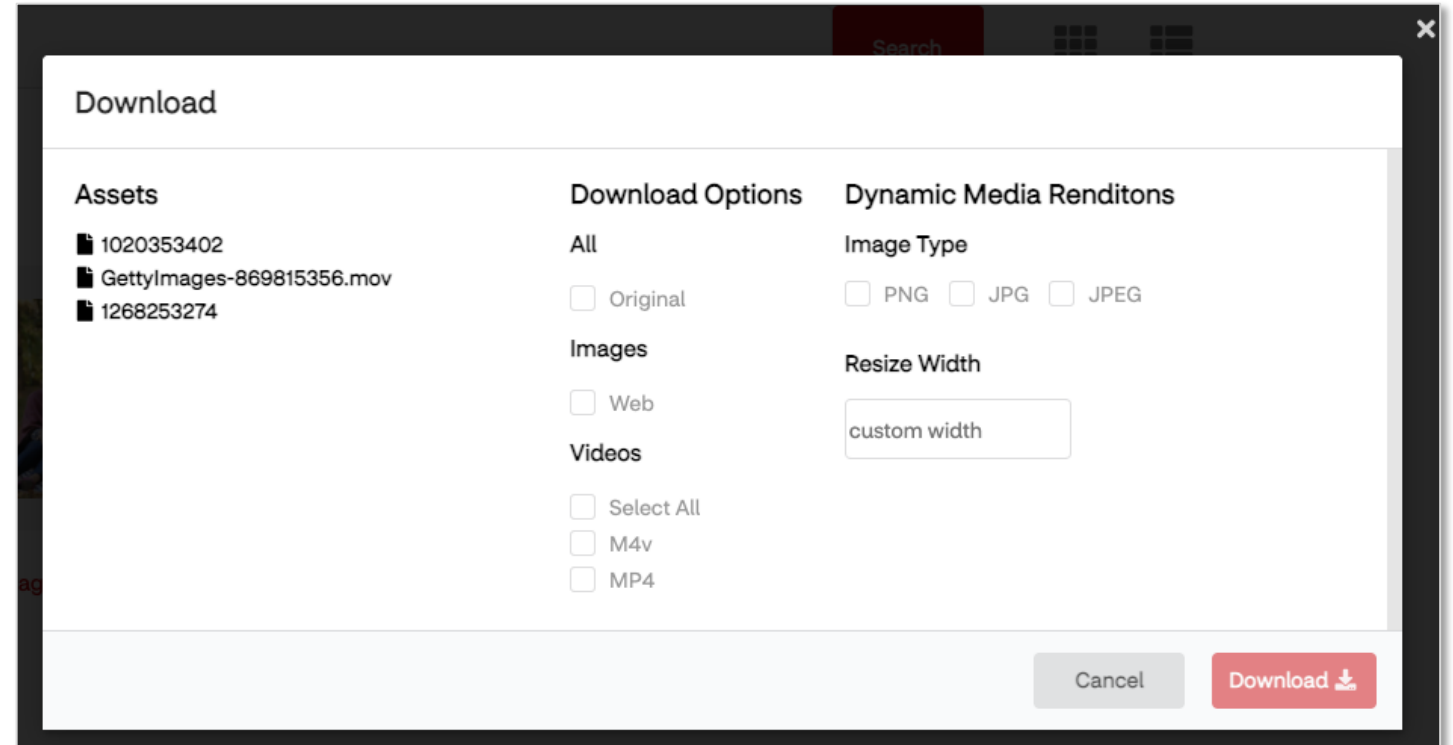 Search
Download
Assets
1020353402
GettyImages-869815356.mov
1268253274
Download Options
All
Original
Images
Web
Videos
Select All
M4v
MP4
Dynamic Media Renditons
Image Type
PNG JPG JPEG
Resize Width
custom width
ag
Cancel
Download